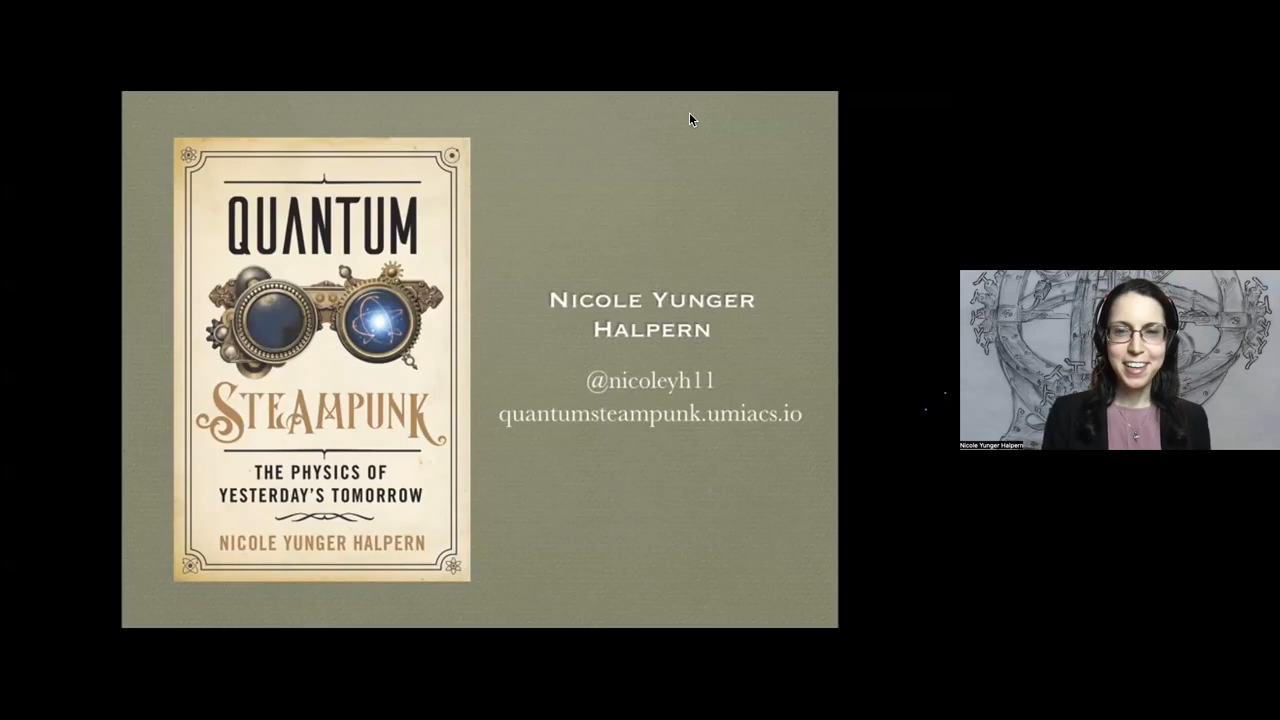 QUANTUM
STEAMPUNK
THE PHYSICS OF
YESTERDAY'S TOMORROW
NICOLE YUNGER HALPERN
NICOLE YUNGER
HALPERN
@nicoleyh11
quantumsteampunk.umiacs.io
Nicole Yunger Halpern